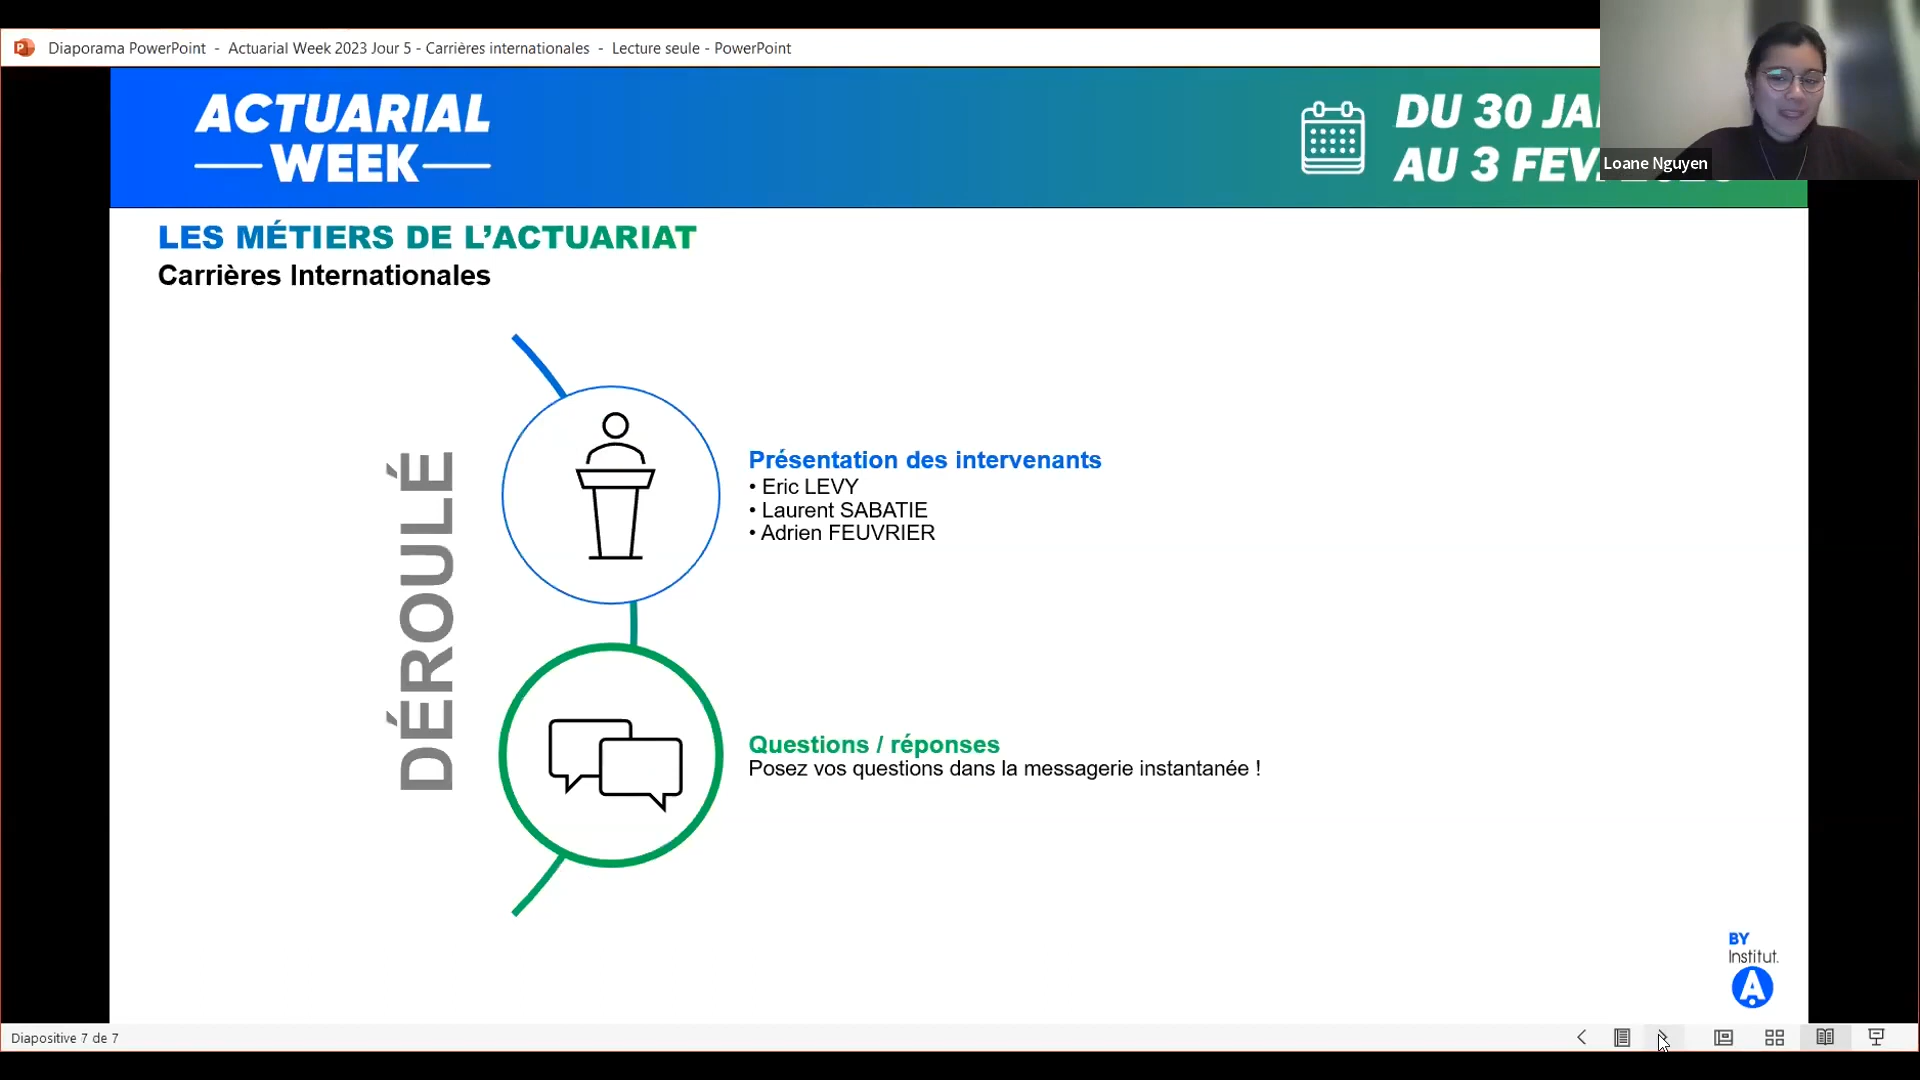 Diaporama PowerPoint - Actuarial Week 2023 Jour 5 - Carrières internationales - Lecture seule - PowerPoint
ACTUARIAL
WEEK
DU 30 JA
AU 3 FEV
Loane Nguyen
LES MÉTIERS DE L’ACTUARIAT
Carrières Internationales
DÉROULÉ
Présentation des intervenants
• Eric LEVY
• Laurent SABATIE
• Adrien FEUVRIER
Questions / réponses
Posez vos questions dans la messagerie instantanée !
BY
Institut.
A
Diapositive 7 de 7